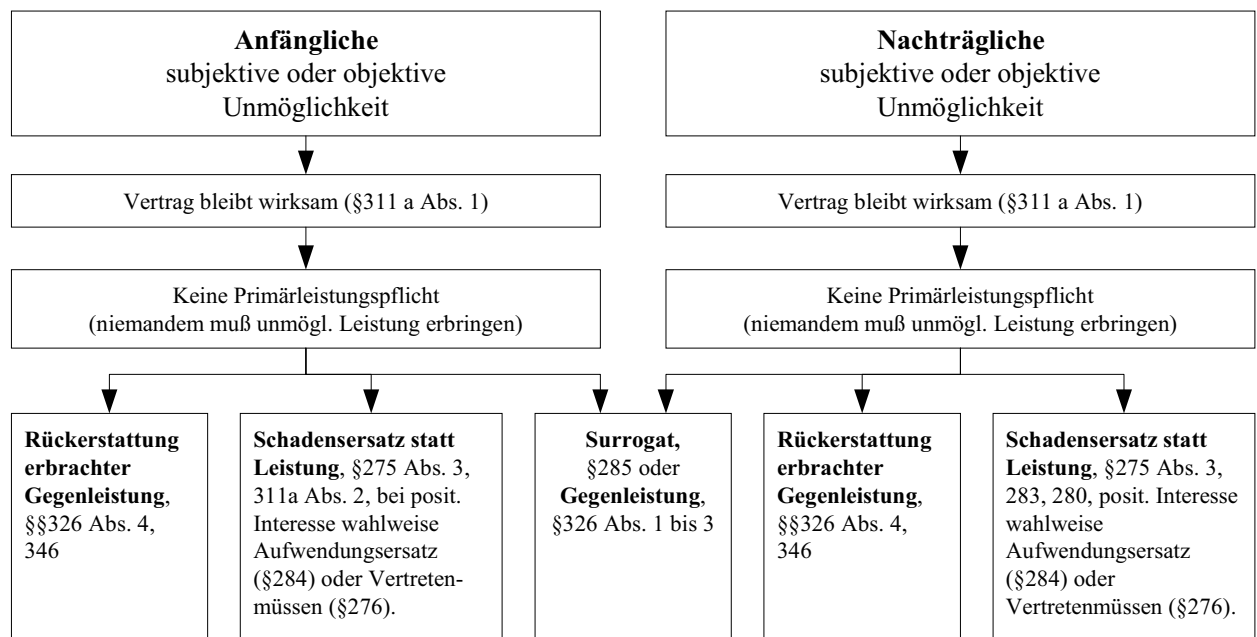 Anfängliche
subjektive oder objektive
Unmöglichkeit
Nachträgliche
subjektive oder objektive
Unmöglichkeit
Vertrag bleibt wirksam (§311 a Abs. 1)
Vertrag bleibt wirksam (§311 a Abs. 1)
Keine Primärleistungspflicht
(niemandem muß unmögl. Leistung erbringen)
Keine Primärleistungspflicht
(niemandem muß unmögl. Leistung erbringen)
Rückerstattung
erbrachter
Gegenleistung,
§§326 Abs. 4,
346
Schadensersatz statt
Leistung, §275 Abs. 3,
311a Abs. 2, bei posit.
Interesse wahlweise
Aufwendungsersatz
(§284) oder Vertreten-
müssen (§276).
Surrogat,
§285 oder
Gegenleistung,
§326 Abs. 1 bis 3
Rückerstattung
erbrachter
Gegenleistung,
§§326 Abs. 4,
346
Schadensersatz statt
Leistung, §275 Abs. 3,
283, 280, posit. Interesse
wahlweise
Aufwendungsersatz
(§284) oder
Vertretenmüssen (§276).